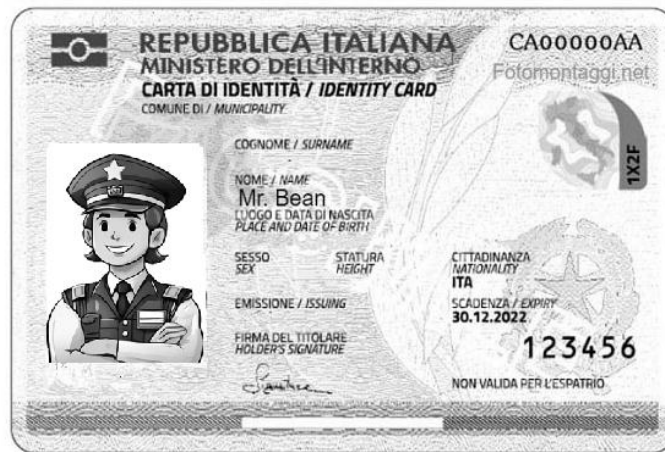 REPUBBLICA ITALIANA
CA00000AA
MINISTERO DELL'INTERNO
Fotomontaggi.net
CARTA DI IDENTITÀ / IDENTITY CARD
COMUNE DI / MUNICIPALITY
1X2F
COGNOME / SURNAME
NOME / NAME
Mr. Bean
LUOGO E DATA DI NASCITA
PLACE AND DATE OF BIRTH
SESSO
SEX
STATURA
HEIGHT
CITTADINANZA
NATIONALITY
ITA
EMISSIONE / ISSUING
SCADENZA / EXPIRY
30.12.2022
FIRMA DEL TITOLARE
HOLDER'S SIGNATURE
123456
NON VALIDA PER L'ESPATRIO